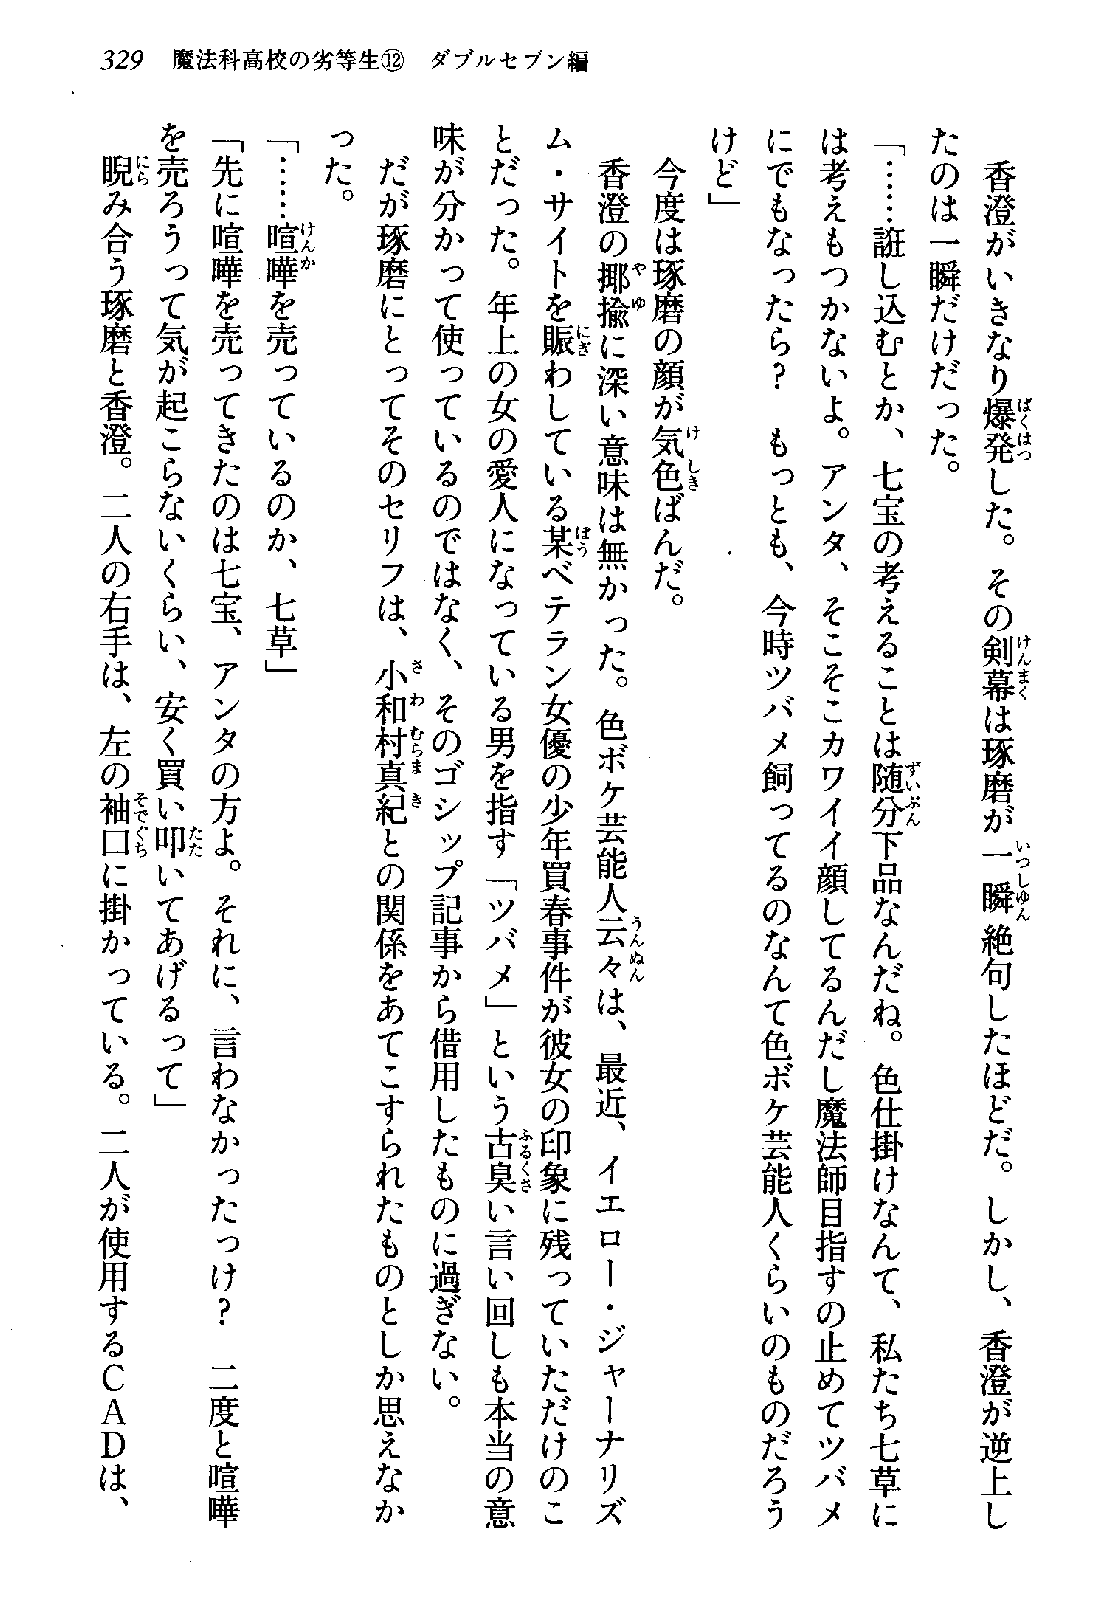 329 魔法科高校の劣等生⑫ ダブルセブン編
香澄がいきなり爆発した。その剣幕は琢磨が一瞬絶句したほどだ。しかし、香澄が逆上し
たのは一瞬だけだった。
「……誑し込むとか、七宝の考えることは随分下品なんだね。色仕掛けなんて、私たち七草に
は考えもつかないよ。アンタ、そこそこカワイイ顔してるんだし魔法師目指すの止めてツバメ
にでもなったら？　もっとも、今時ツバメ飼ってるのなんて色ボケ芸能人くらいのものだろう
けど」
今度は琢磨の顔が気色ばんだ。
香澄の揶揄に深い意味は無かった。色ボケ芸能人云々は、最近、イエロー・ジャーナリズ
ム・サイトを賑わしている某ベテラン女優の少年買春事件が彼女の印象に残っていただけのこ
とだった。年上の女の愛人になっている男を指す「ツバメ」という古臭い言い回しも本当の意
味が分かって使っているのではなく、そのゴシップ記事から借用したものに過ぎない。
だが琢磨にとってそのセリフは、小和村真紀との関係をあてこすられたものとしか思えなか
った。
「……喧嘩を売っているのか、七草」
「先に喧嘩を売ってきたのは七宝、アンタの方よ。それに、言わなかったっけ？　二度と喧嘩
を売ろうって気が起こらないくらい、安く買い叩いてあげるって」
睨み合う琢磨と香澄。二人の右手は、左の袖口に掛かっている。二人が使用するＣＡＤは、